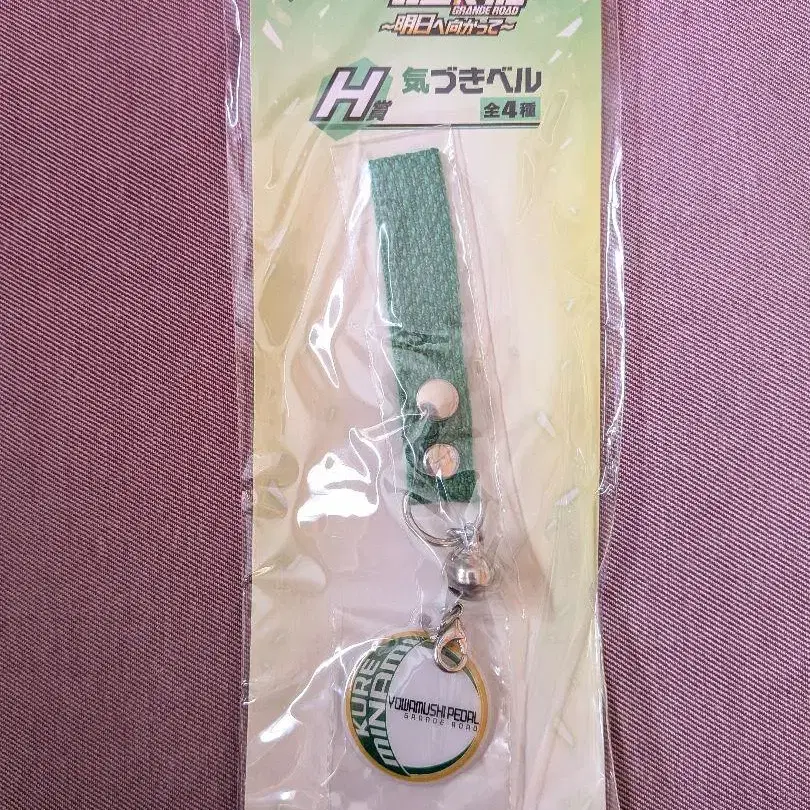 GRANDE ROAD
～明日へ向かって～
H賞
気づきベル
全4種
KURE
MINAMI
YOWAMUSHI PEDAL
GRANDE ROAD